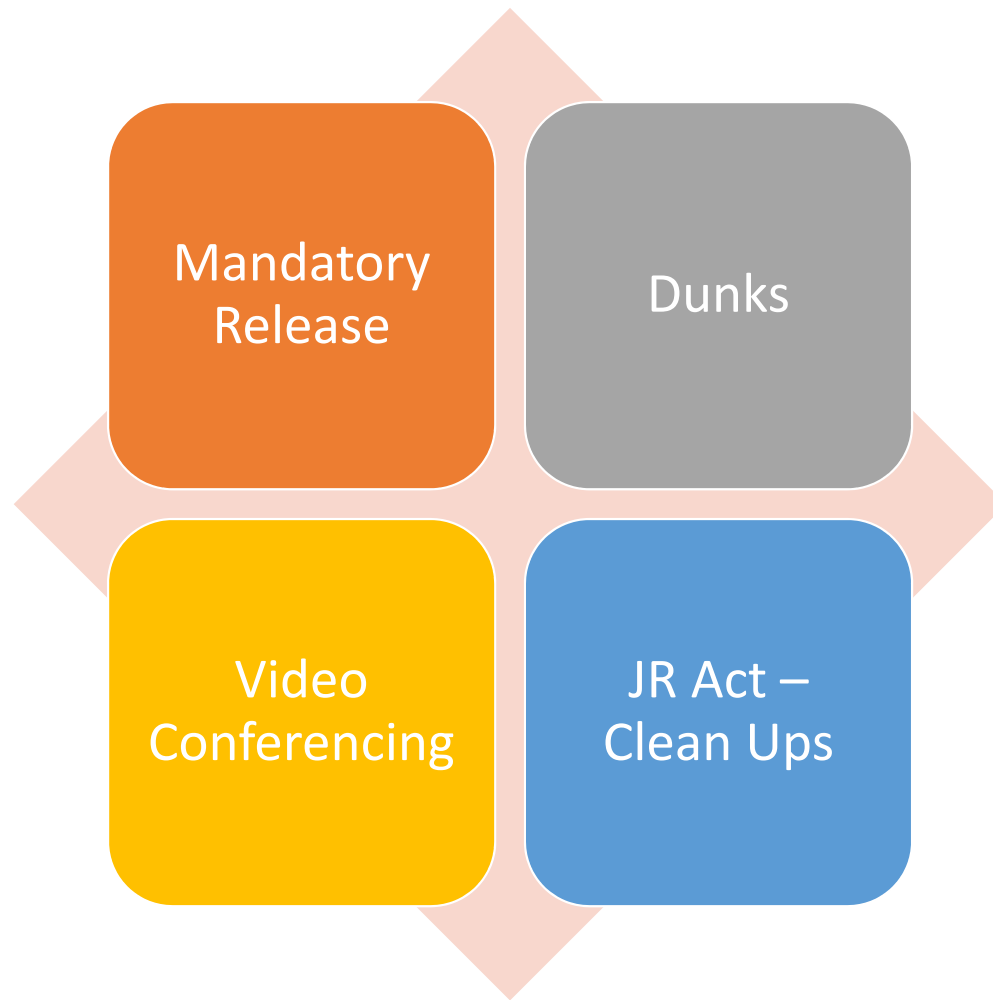 Mandatory
Release
Dunks
Video
Conferencing
JR Act –
Clean Ups